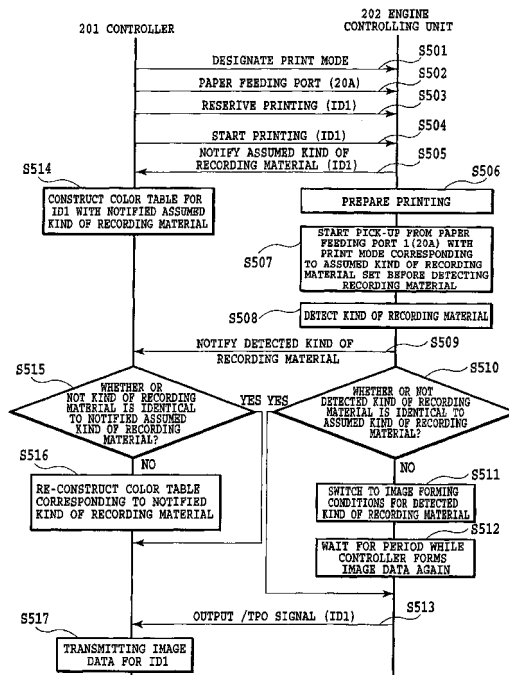 201 CONTROLLER
202 ENGINE
CONTROLLING UNIT
DESIGNATE PRINT MODE
S501
PAPER FEEDING PORT (20A)
S502
RESERIVE PRINTING (ID1)
S503
START PRINTING (ID1)
S504
NOTIFY ASSUMED KIND OF
RECORDING MATERIAL (ID1)
S505
S514
CONSTRUCT COLOR TABLE FOR
ID1 WITH NOTIFIED ASSUMED
KIND OF RECORDING MATERIAL
S506
PREPARE PRINTING
S507
START PICK-UP FROM PAPER
FEEDING PORT 1(20A) WITH
PRINT MODE CORRESPONDING
TO ASSUMED KIND OF RECORDING
MATERIAL SET BEFORE DETECTING
RECORDING MATERIAL
S508
DETECT KIND OF RECORDING MATERIAL
NOTIFY DETECTED KIND OF
RECORDING MATERIAL
S509
S515
WHETHER OR
NOT KIND OF RECORDING
MATERIAL IS IDENTICAL
TO NOTIFIED ASSUMED
KIND OF RECORDING
MATERIAL?
YES
NO
S510
WHETHER OR NOT
DETECTED KIND OF RECORDING
MATERIAL IS IDENTICAL TO
ASSUMED KIND OF RECORDING
MATERIAL?
YES
NO
S516
RE-CONSTRUCT COLOR TABLE
CORRESPONDING TO NOTIFIED
KIND OF RECORDING MATERIAL
S511
SWITCH TO IMAGE FORMING
CONDITIONS FOR DETECTED
KIND OF RECORDING MATERIAL
S512
WAIT FOR PERIOD WHILE
CONTROLLER FORMS
IMAGE DATA AGAIN
OUTPUT /TPO SIGNAL (ID1)
S513
S517
TRANSMITTING IMAGE
DATA FOR ID1